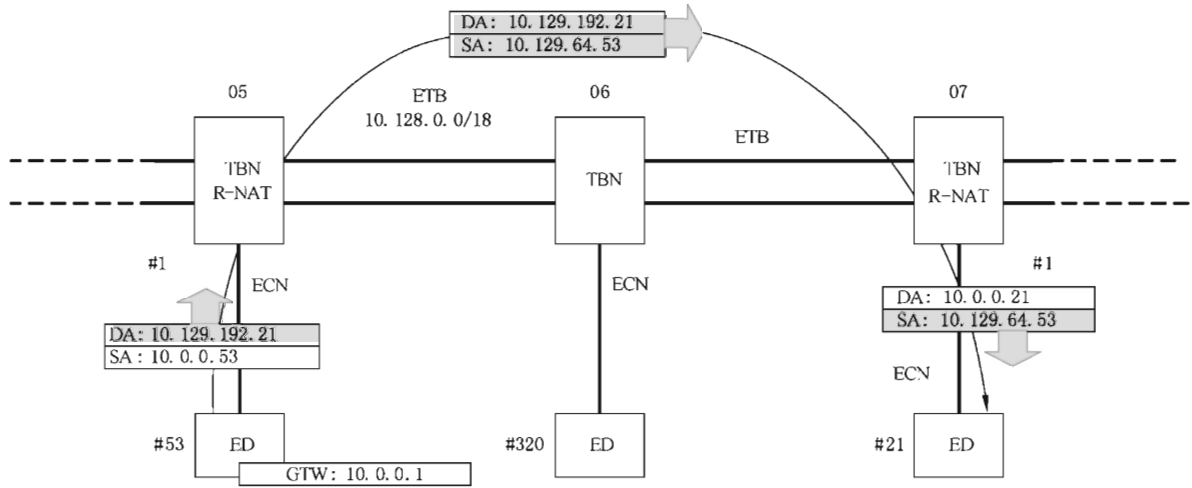 DA: 10.129.192.21
SA: 10.129.64.53
05
06
07
ETB
10.128.0.0/18
ETB
TBN
R-NAT
TBN
TBN
R-NAT
#1
ECN
ECN
#1
DA: 10.129.192.21
SA: 10.0.0.53
DA: 10.0.0.21
SA: 10.129.64.53
ECN
#53
ED
#320
ED
#21
ED
GTW: 10.0.0.1